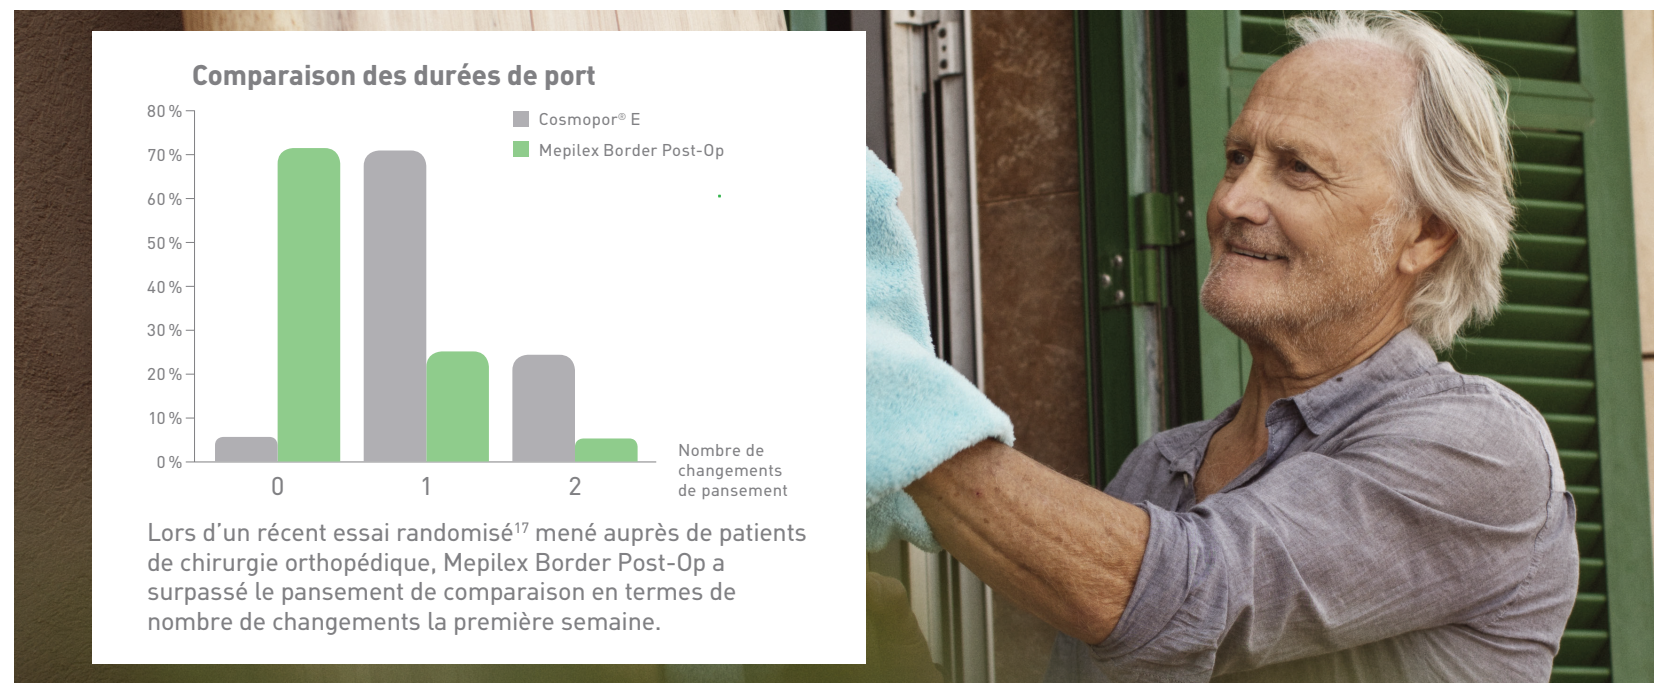 Comparaison des durées de port
80 %
70 %
60 %
50 %
40 %
30 %
20 %
10 %
0 %
Cosmopor® E
Mepilex Border Post-Op
0
1
2
Nombre de
changements
de pansement
Lors d’un récent essai randomisé¹⁷ mené auprès de patients
de chirurgie orthopédique, Mepilex Border Post-Op a
surpassé le pansement de comparaison en termes de
nombre de changements la première semaine.